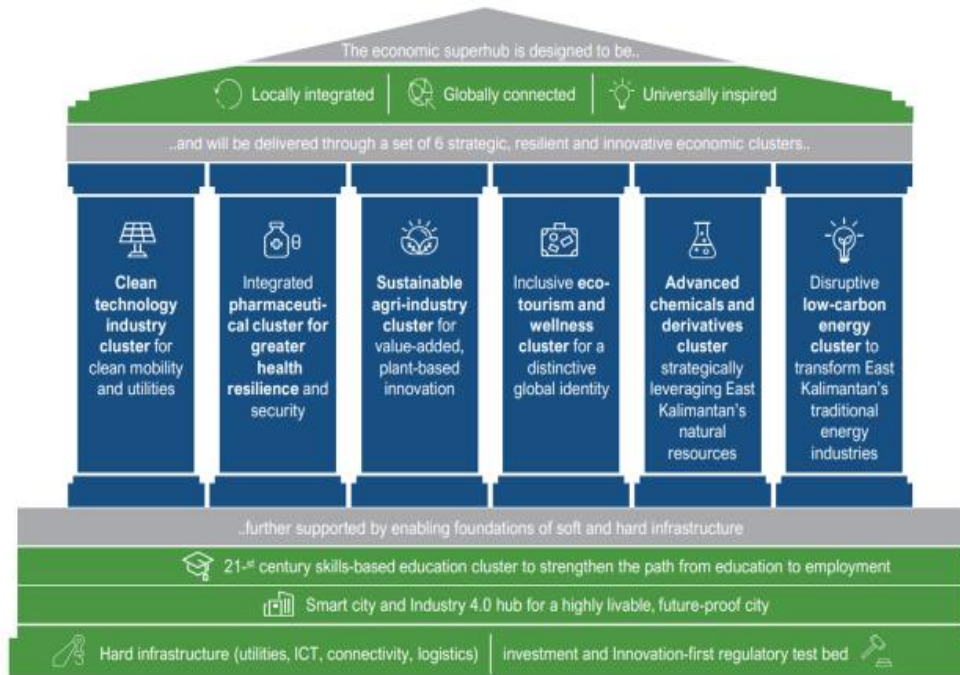 The economic superhub is designed to be..
Locally integrated
Globally connected
Universally inspired
..and will be delivered through a set of 6 strategic, resilient and innovative economic clusters..
Clean
technology
industry
cluster for
clean mobility
and utilities
Integrated
pharmaceuti-
cal cluster for
greater
health
resilience and
security
Sustainable
agri-industry
cluster for
value-added,
plant-based
innovation
Inclusive eco-
tourism and
wellness
cluster for a
distinctive
global identity
Advanced
chemicals and
derivatives
cluster
strategically
leveraging East
Kalimantan's
natural
resources
Disruptive
low-carbon
energy
cluster to
transform East
Kalimantan's
traditional
energy
industries
..further supported by enabling foundations of soft and hard infrastructure
21-st century skills-based education cluster to strengthen the path from education to employment
Smart city and Industry 4.0 hub for a highly livable, future-proof city
Hard infrastructure (utilities, ICT, connectivity, logistics)
investment and Innovation-first regulatory test bed